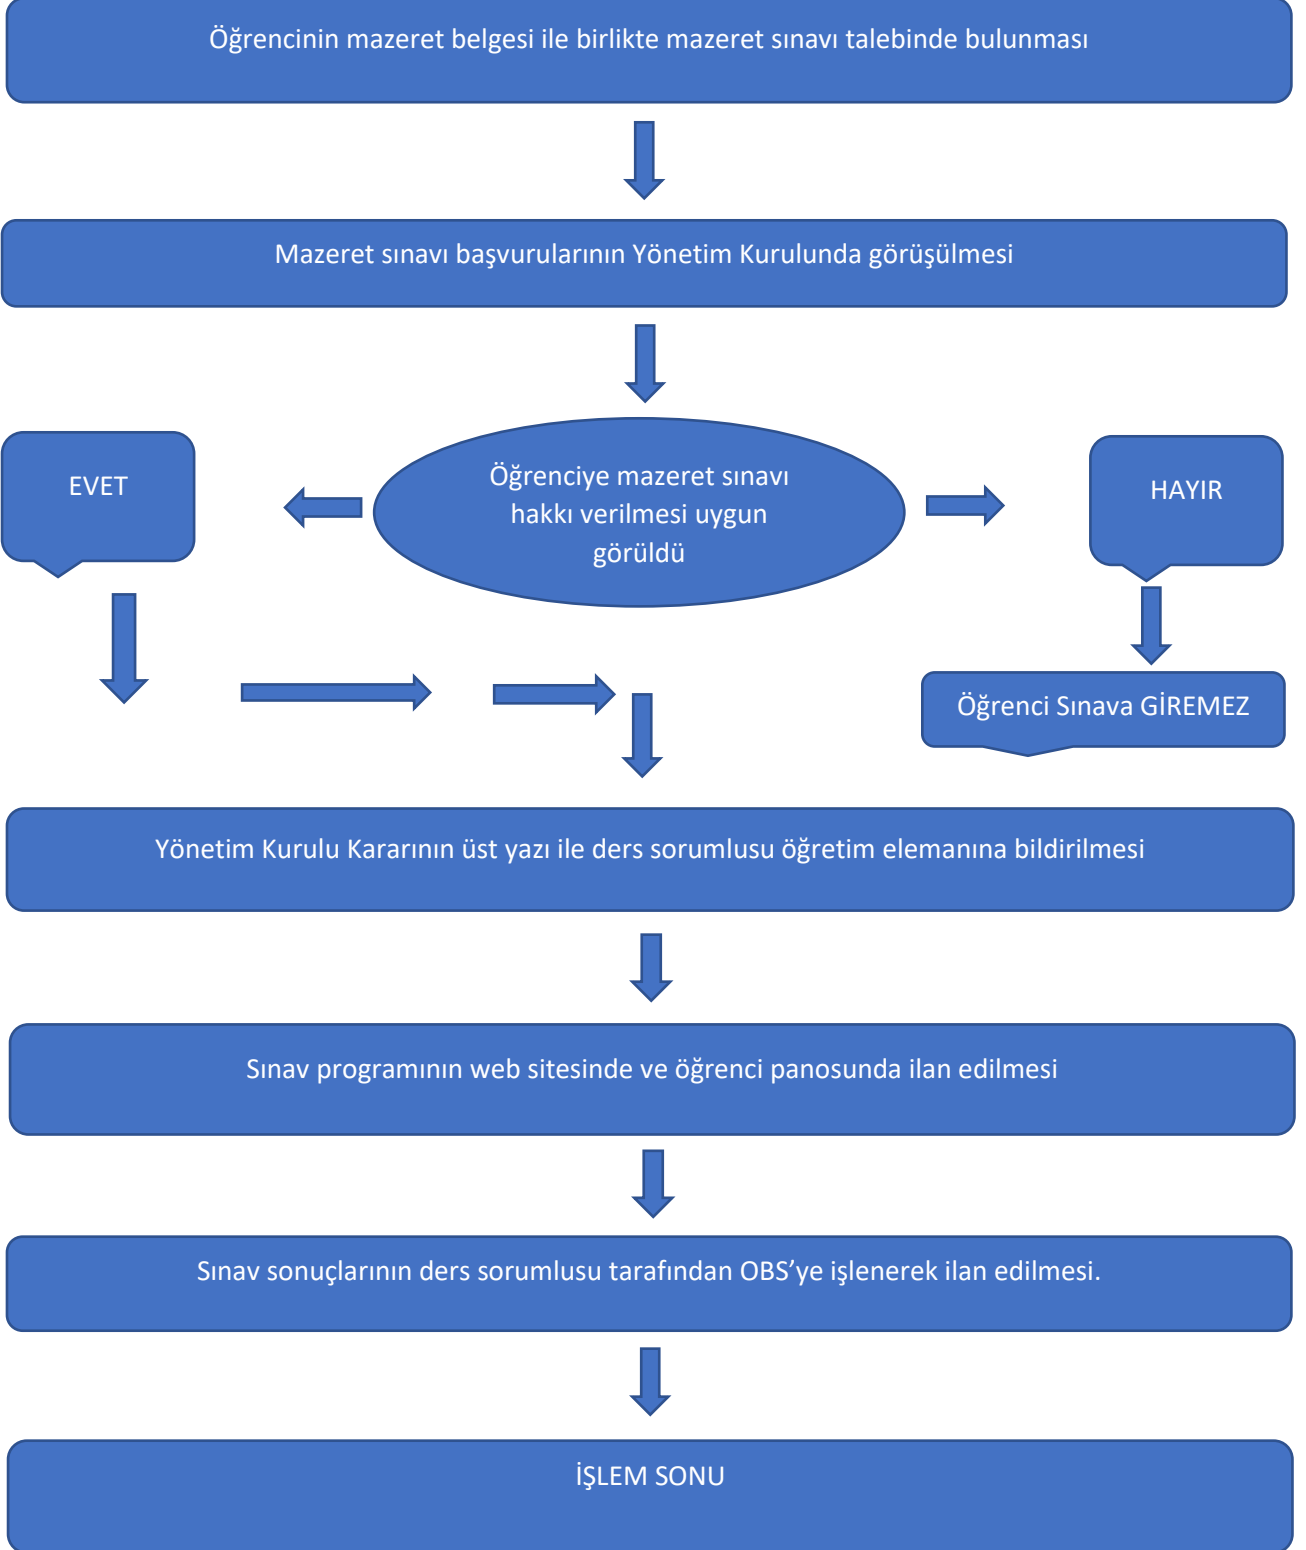 Öğrencinin mazeret belgesi ile birlikte mazeret sınavı talebinde bulunması
Mazeret sınavı başvurularının Yönetim Kurulunda görüşülmesi
EVET
Öğrenciye mazeret sınavı
hakkı verilmesi uygun
görüldü
HAYIR
Öğrenci Sınava GİREMEZ
Yönetim Kurulu Kararının üst yazı ile ders sorumlusu öğretim elemanına bildirilmesi
Sınav programının web sitesinde ve öğrenci panosunda ilan edilmesi
Sınav sonuçlarının ders sorumlusu tarafından OBS’ye işlenerek ilan edilmesi.
İŞLEM SONU